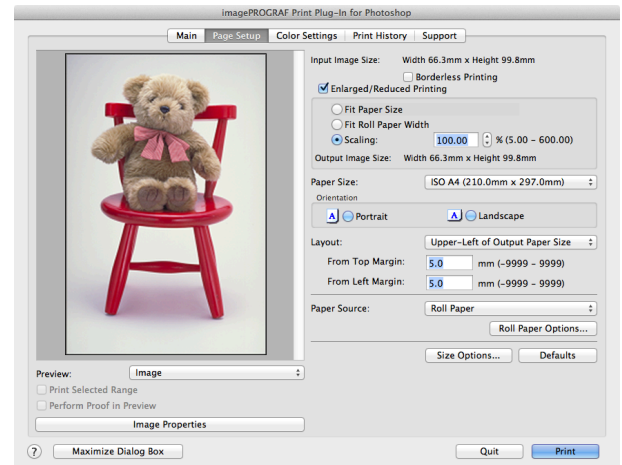 imagePROGRAF Print Plug-In for Photoshop
Main Page Setup Color Settings Print History Support
Input Image Size: Width 66.3mm x Height 99.8mm
Borderless Printing
Enlarged/Reduced Printing
Fit Paper Size
Fit Roll Paper Width
Scaling: 100.00 % (5.00 – 600.00)
Output Image Size: Width 66.3mm x Height 99.8mm
Paper Size: ISO A4 (210.0mm x 297.0mm)
Orientation
A Portrait A Landscape
Layout: Upper-Left of Output Paper Size
From Top Margin: 5.0 mm (-9999 – 9999)
From Left Margin: 5.0 mm (-9999 – 9999)
Paper Source: Roll Paper
Roll Paper Options...
Size Options... Defaults
Preview: Image
Print Selected Range
Perform Proof in Preview
Image Properties
? Maximize Dialog Box Quit Print